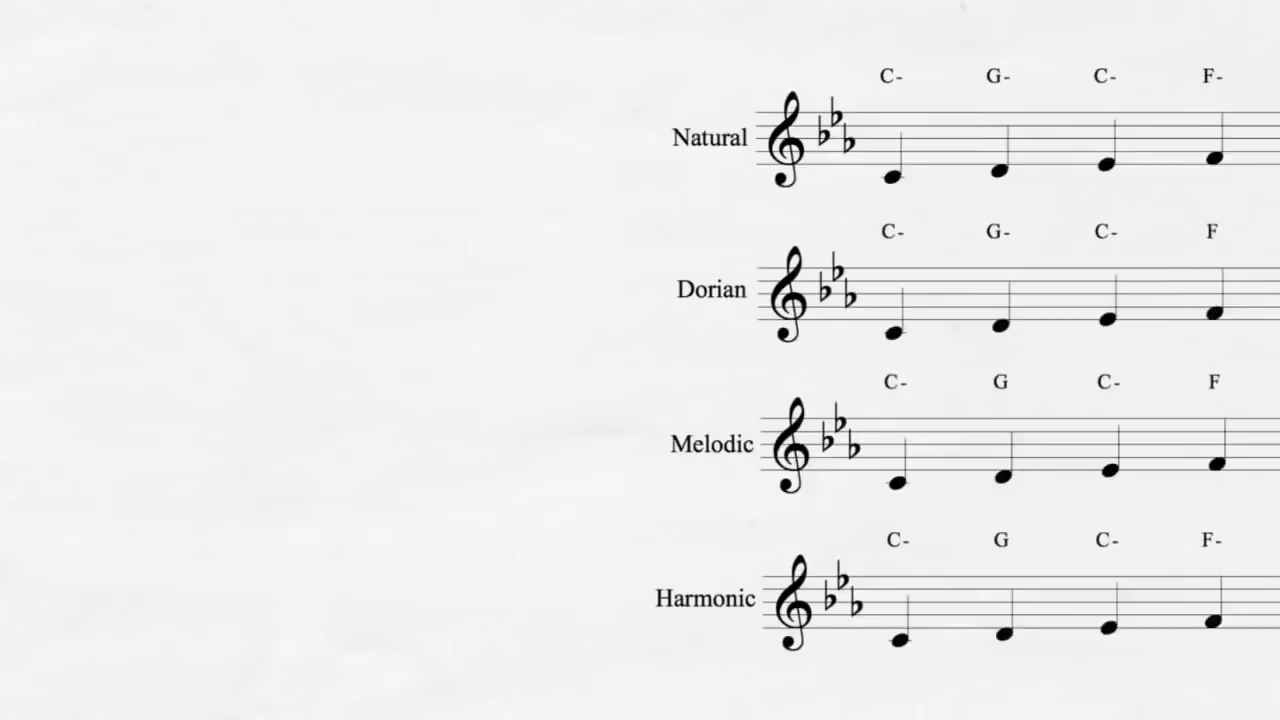 C- G- C- F-
Natural
C- G- C- F
Dorian
C- G C- F
Melodic
C- G C- F-
Harmonic